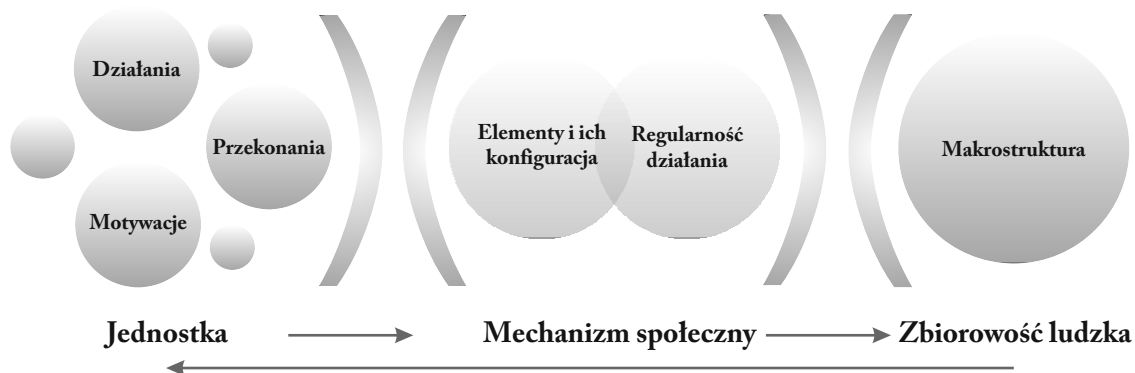 Działania
Przekonania
Motywacje
Elementy i ich
konfiguracja
Regularność
działania
Makrostruktura
Jednostka
Mechanizm społeczny
Zbiorowość ludzka